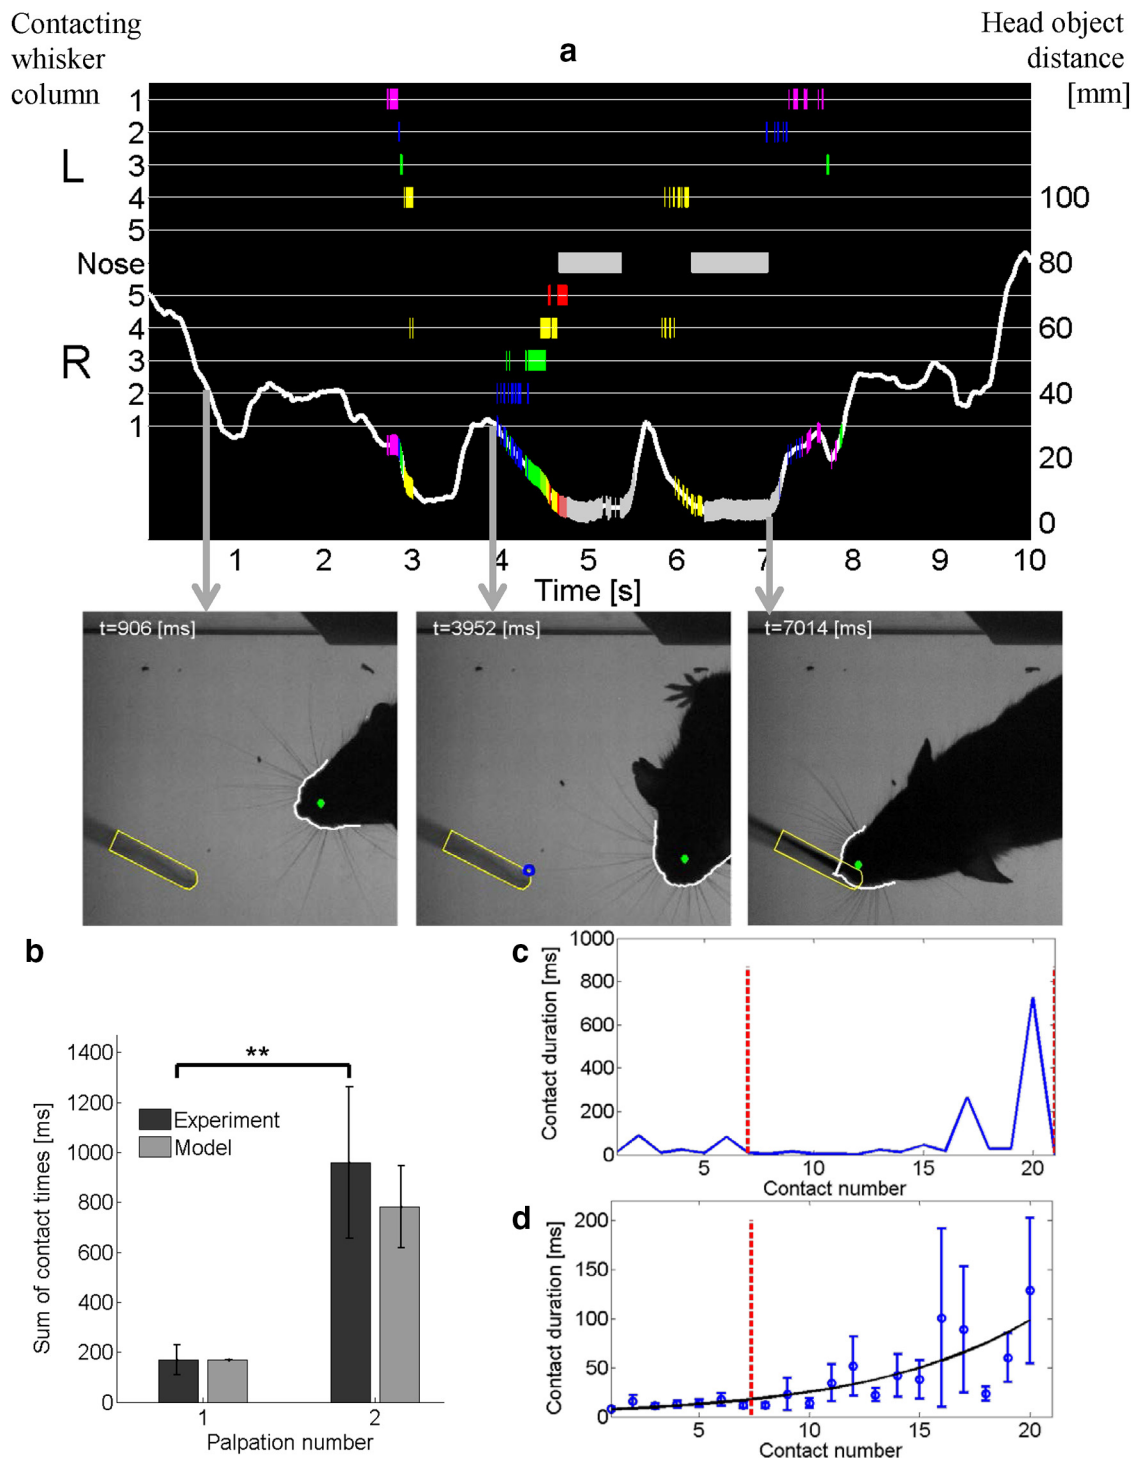 Contacting
whisker
column
a
Head object
distance
[mm]
1
2
L
3
4
100
5
Nose
80
5
4
60
R
3
2
40
1
20
0
1 2 3 4 5 6 7 8 9 10
Time [s]
t=906 [ms]
t=3952 [ms]
t=7014 [ms]
b
Sum of contact times [ms]
1400
1200
1000
800
600
400
200
0
**
Experiment
Model
1 2
Palpation number
c
Contact duration [ms]
1000
800
600
400
200
0
5 10 15 20
Contact number
d
Contact duration [ms]
200
150
100
50
0
5 10 15 20
Contact number